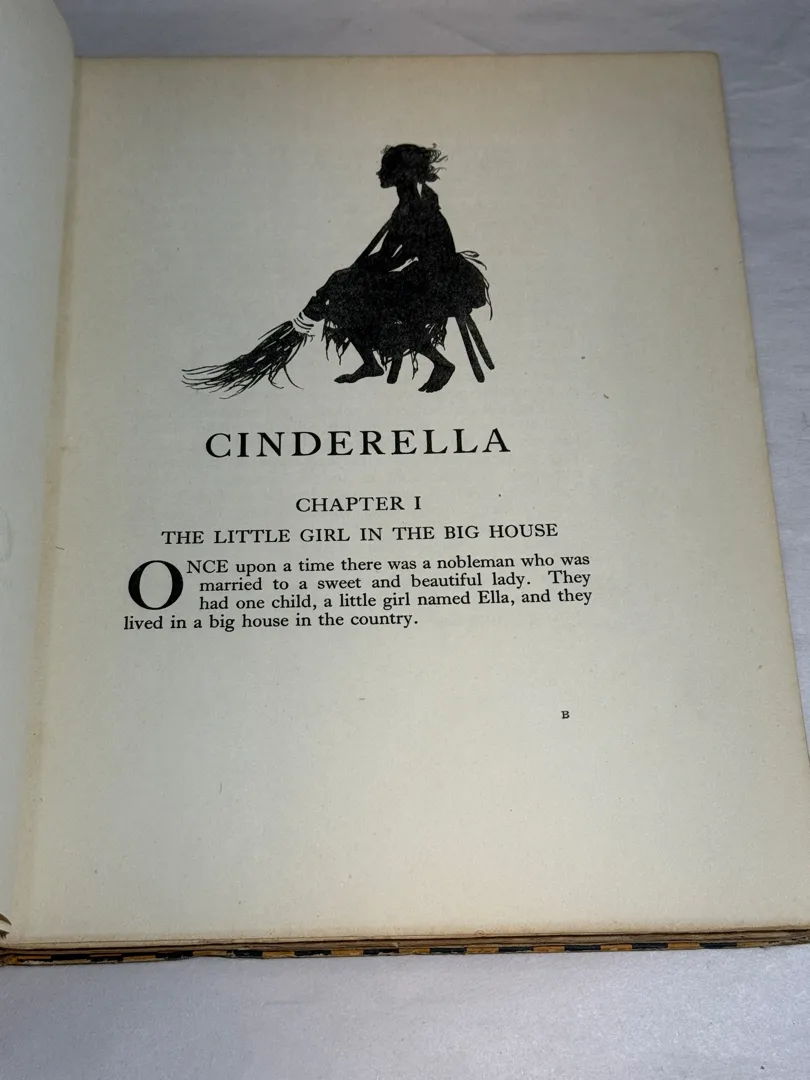 CINDERELLA
CHAPTER I
THE LITTLE GIRL IN THE BIG HOUSE
ONCE upon a time there was a nobleman who was
married to a sweet and beautiful lady. They
had one child, a little girl named Ella, and they
lived in a big house in the country.
B